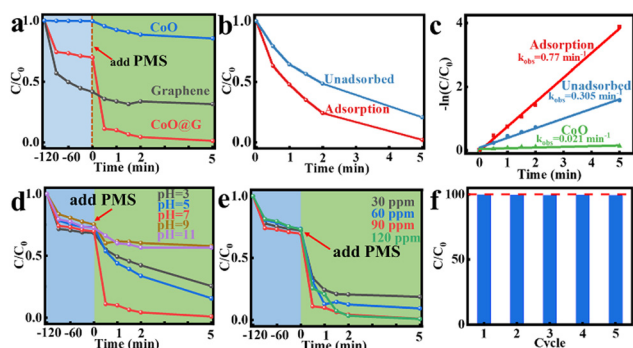 a
C/C₀
1.0
0.5
0.0
CoO
add PMS
Graphene
CoO@G
-120 -60 0 1 2 5
Time (min)
b
C/C₀
1.0
0.5
0.0
Unadsorbed
Adsorption
0 1 2 3 4 5
Time (min)
c
-ln(C/C₀)
4
2
0
Adsorption
kobs=0.77 min⁻¹
Unadsorbed
kobs=0.305 min⁻¹
CoO
kobs=0.021 min⁻¹
0 1 2 3 4 5
Time (min)
d
C/C₀
1.0
0.5
0.0
add PMS
pH=3
pH=5
pH=7
pH=9
pH=11
-120 -60 0 1 2 5
Time (min)
e
C/C₀
1.0
0.5
0.0
30 ppm
60 ppm
90 ppm
120 ppm
add PMS
-120 -60 0 1 2 5
Time (min)
f
C/C₀
100
50
0
1 2 3 4 5
Cycle